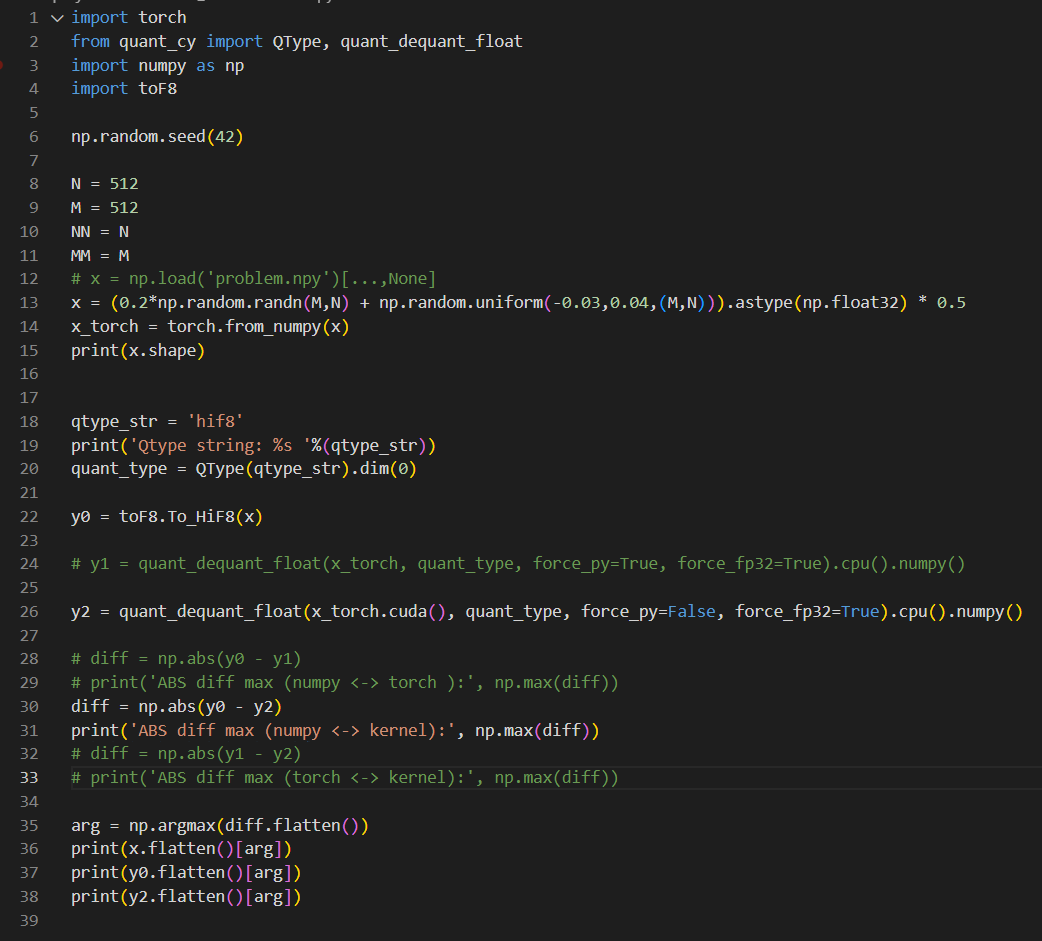 1 import torch
2 from quant_cy import QType, quant_dequant_float
3 import numpy as np
4 import toF8
5
6 np.random.seed(42)
7
8 N = 512
9 M = 512
10 NN = N
11 MM = M
12 # x = np.load('problem.npy')[...,None]
13 x = (0.2*np.random.randn(M,N) + np.random.uniform(-0.03,0.04,(M,N))).astype(np.float32) * 0.5
14 x_torch = torch.from_numpy(x)
15 print(x.shape)
16
17
18 qtype_str = 'hif8'
19 print('Qtype string: %s '%(qtype_str))
20 quant_type = QType(qtype_str).dim(0)
21
22 y0 = toF8.To_HiF8(x)
23
24 # y1 = quant_dequant_float(x_torch, quant_type, force_py=True, force_fp32=True).cpu().numpy()
25
26 y2 = quant_dequant_float(x_torch.cuda(), quant_type, force_py=False, force_fp32=True).cpu().numpy()
27
28 # diff = np.abs(y0 - y1)
29 # print('ABS diff max (numpy <-> torch ):', np.max(diff))
30 diff = np.abs(y0 - y2)
31 print('ABS diff max (numpy <-> kernel):', np.max(diff))
32 # diff = np.abs(y1 - y2)
33 # print('ABS diff max (torch <-> kernel):', np.max(diff))
34
35 arg = np.argmax(diff.flatten())
36 print(x.flatten()[arg])
37 print(y0.flatten()[arg])
38 print(y2.flatten()[arg])
39